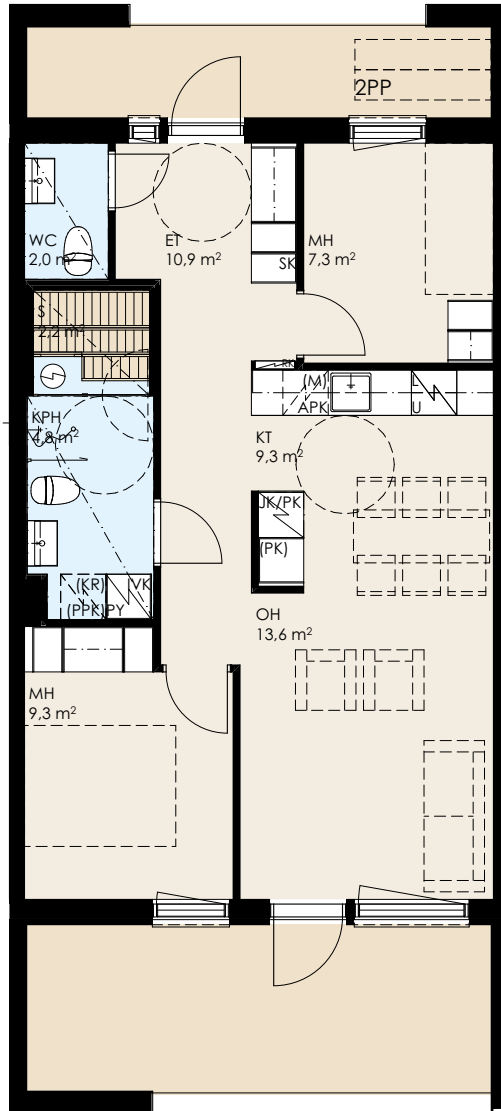 2PP
WC
2,0 m²
ET
10,9 m²
SK
MH
7,3 m²
S
2,2 m²
RK
(M)
APK
L
U
KPH
4,8 m²
KT
9,3 m²
JK/PK
(PK)
(KR) VK
(PPK) PY
OH
13,6 m²
MH
9,3 m²